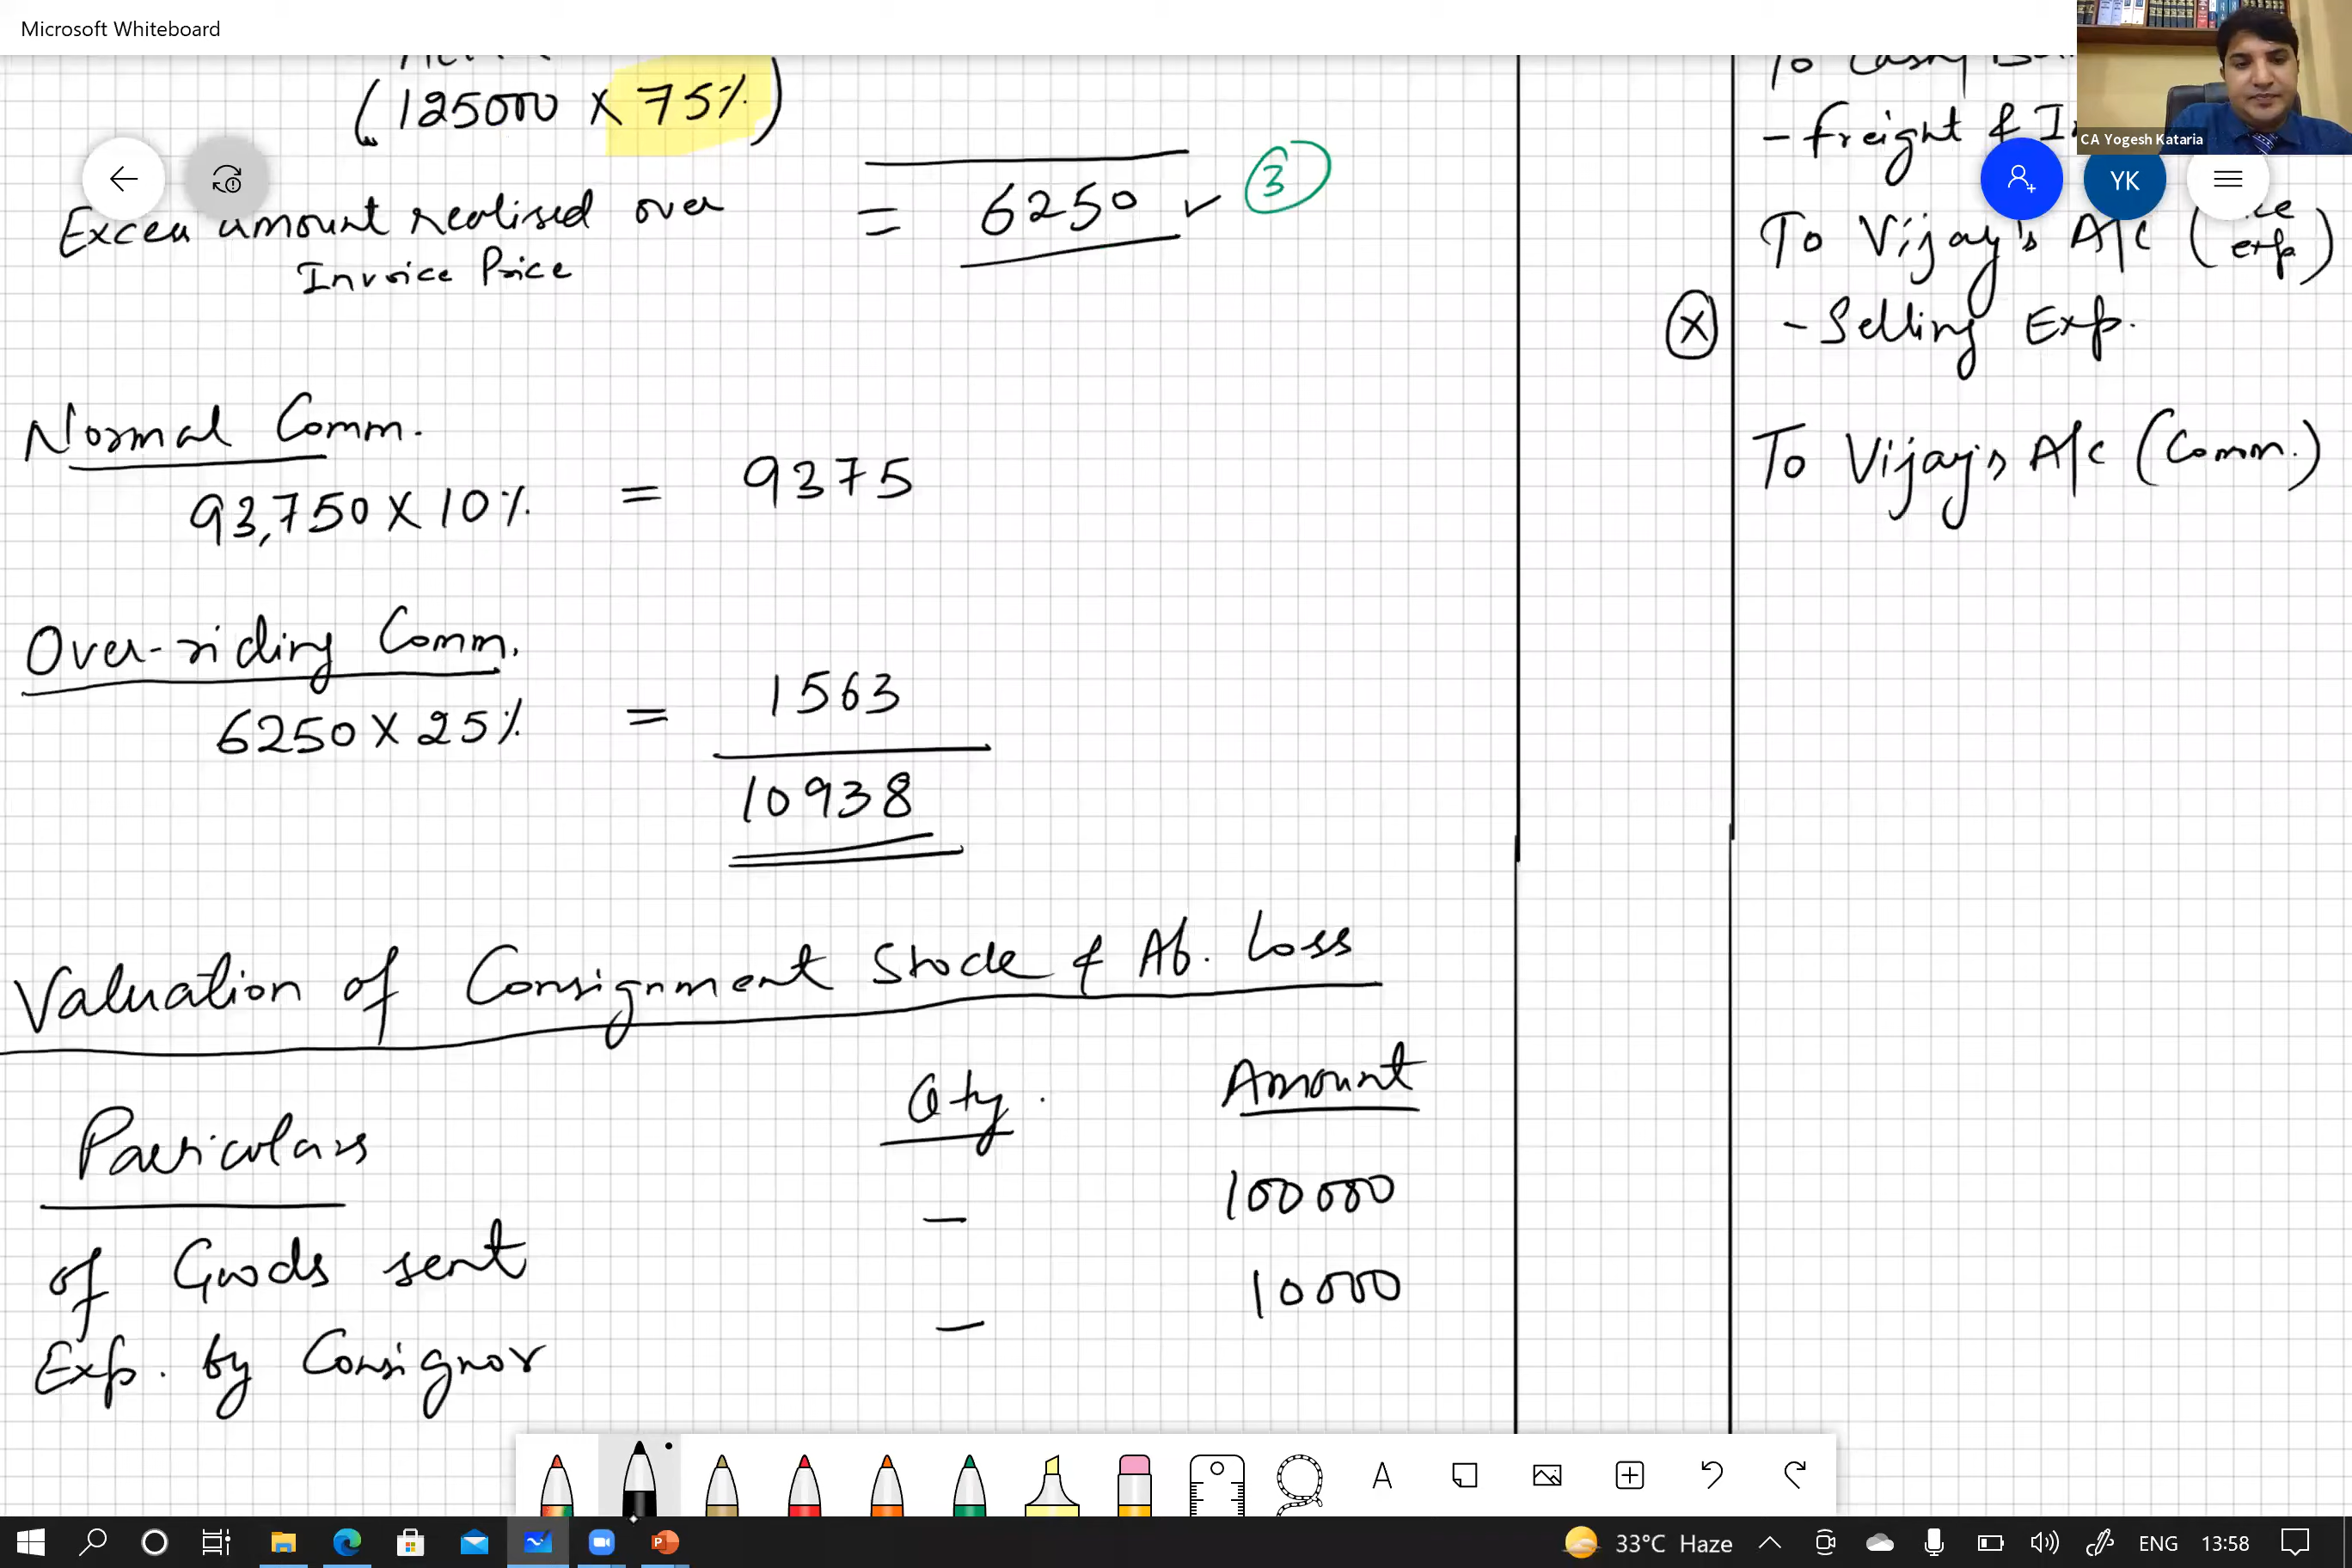 Microsoft Whiteboard
(125000 X 75%)
Excess amount realised over = 6250 ✓ 3
Invoice Price
Normal Comm.
93,750 X 10% = 9375
Over-riding Comm.
6250 X 25% = 1563
10938
Valuation of Consignment Stock & Ab. Loss
Particulars Qty. Amount
of Goods sent — 100000
Exp. by Consignor — 10000
To Cash
- Freight &
To Vijay's A/c ( exp)
X - Selling Exp.
To Vijay's A/c (Comm.)
CA Yogesh Kataria
YK
A
33°C Haze
ENG
13:58